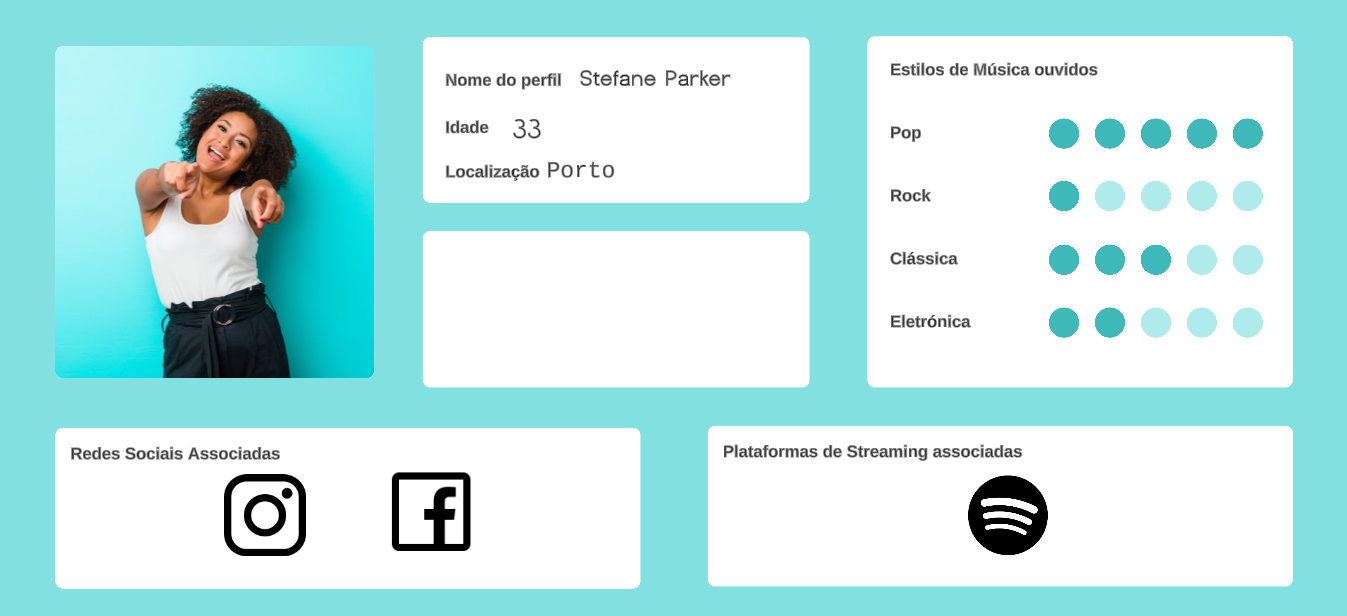 Nome do perfil Stefane Parker
Idade 33
Localização Porto
Estilos de Música ouvidos
Pop
Rock
Clássica
Eletrónica
Redes Sociais Associadas
Plataformas de Streaming associadas